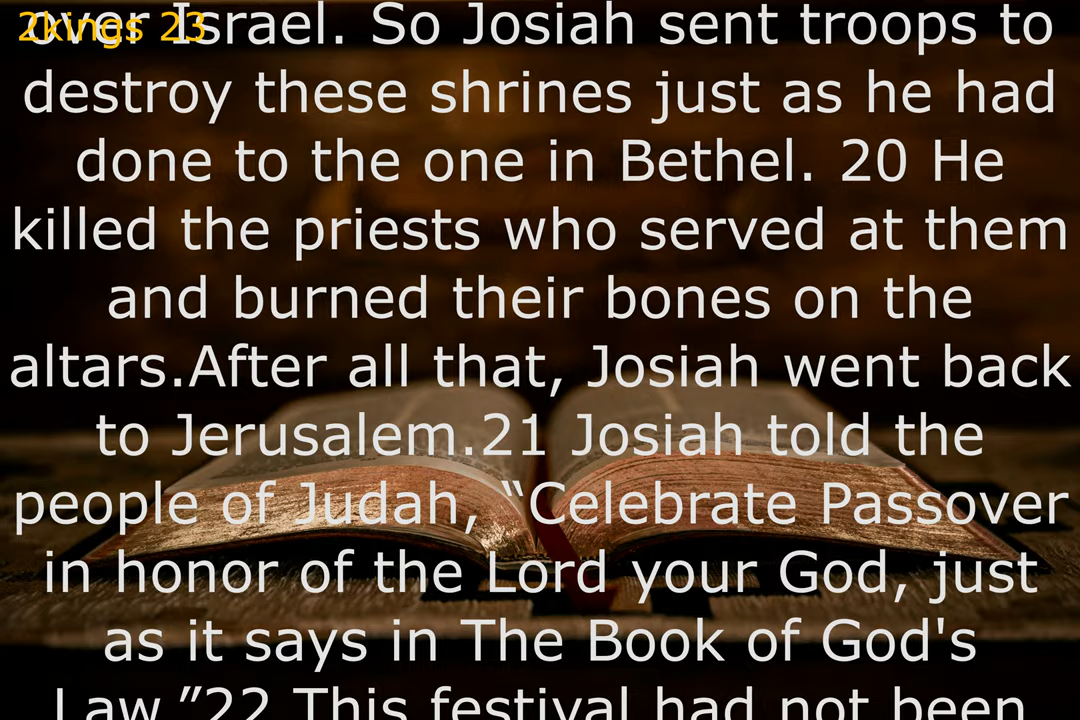 2kings 23
over Israel. So Josiah sent troops to
destroy these shrines just as he had
done to the one in Bethel. 20 He
killed the priests who served at them
and burned their bones on the
altars.After all that, Josiah went back
to Jerusalem.21 Josiah told the
people of Judah, “Celebrate Passover
in honor of the Lord your God, just
as it says in The Book of God's
Law.”22 This festival had not been